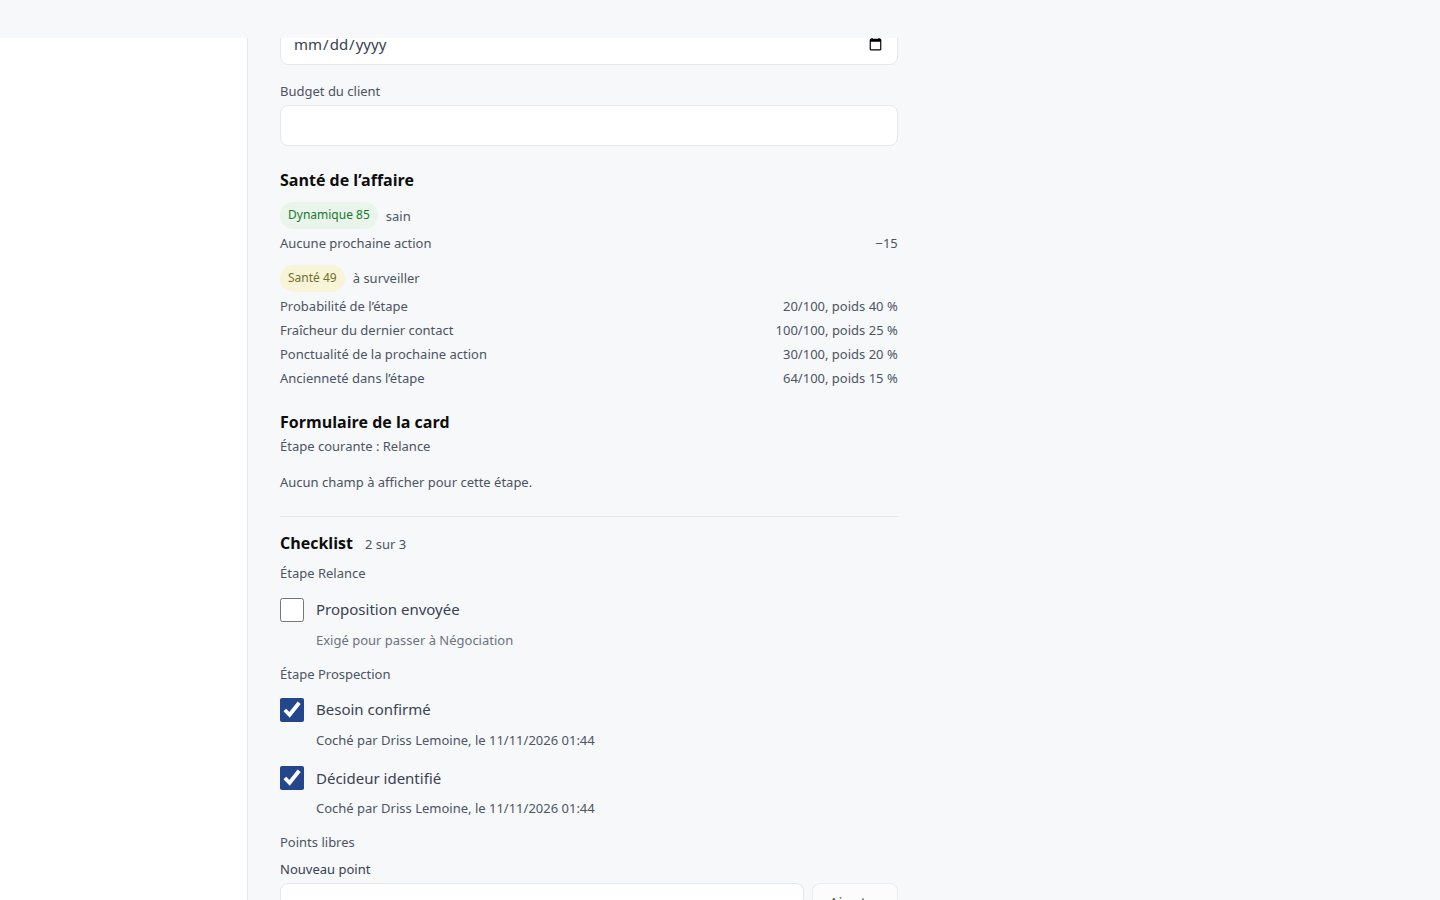 mm/dd/yyyy
Budget du client
Santé de l’affaire
Dynamique 85 sain
Aucune prochaine action −15
Santé 49 à surveiller
Probabilité de l’étape 20/100, poids 40 %
Fraîcheur du dernier contact 100/100, poids 25 %
Ponctualité de la prochaine action 30/100, poids 20 %
Ancienneté dans l’étape 64/100, poids 15 %
Formulaire de la card
Étape courante : Relance
Aucun champ à afficher pour cette étape.
Checklist 2 sur 3
Étape Relance
Proposition envoyée
Exigé pour passer à Négociation
Étape Prospection
Besoin confirmé
Coché par Driss Lemoine, le 11/11/2026 01:44
Décideur identifié
Coché par Driss Lemoine, le 11/11/2026 01:44
Points libres
Nouveau point